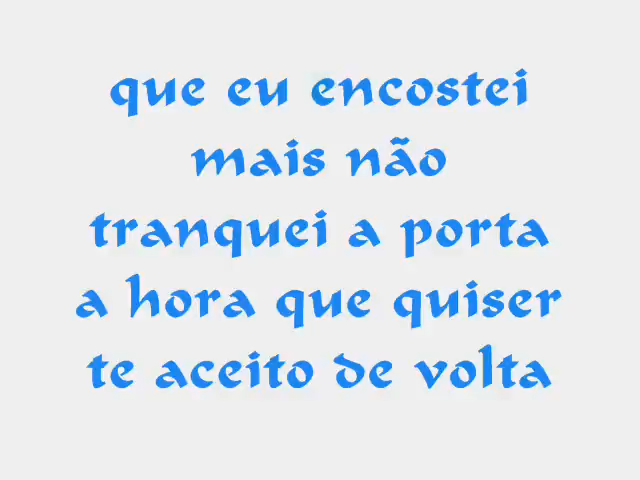 que eu encostei
mais não
tranquei a porta
a hora que quiser
te aceito de volta